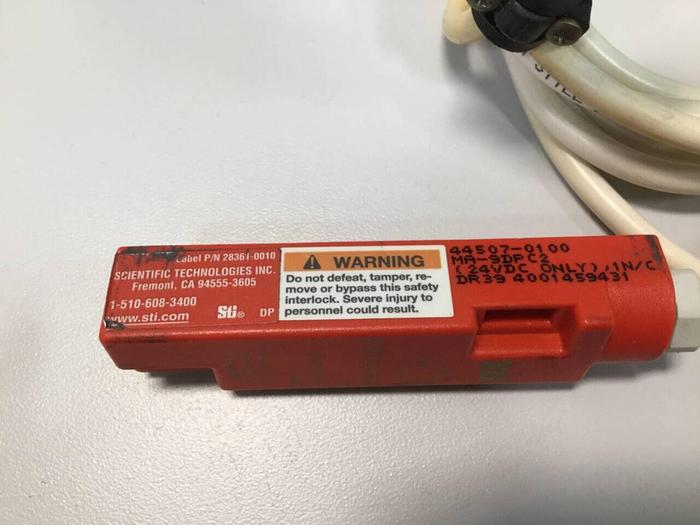 Label P/N 28361-0010
SCIENTIFIC TECHNOLOGIES INC.
Fremont, CA 94555-3605
1-510-608-3400
www.sti.com
STi® DP
WARNING
Do not defeat, tamper, re-
move or bypass this safety
interlock. Severe injury to
personnel could result.
44507-0100
MA-9DPC2
(24VDC ONLY),1N/C
DR39 4001459431
STYLE